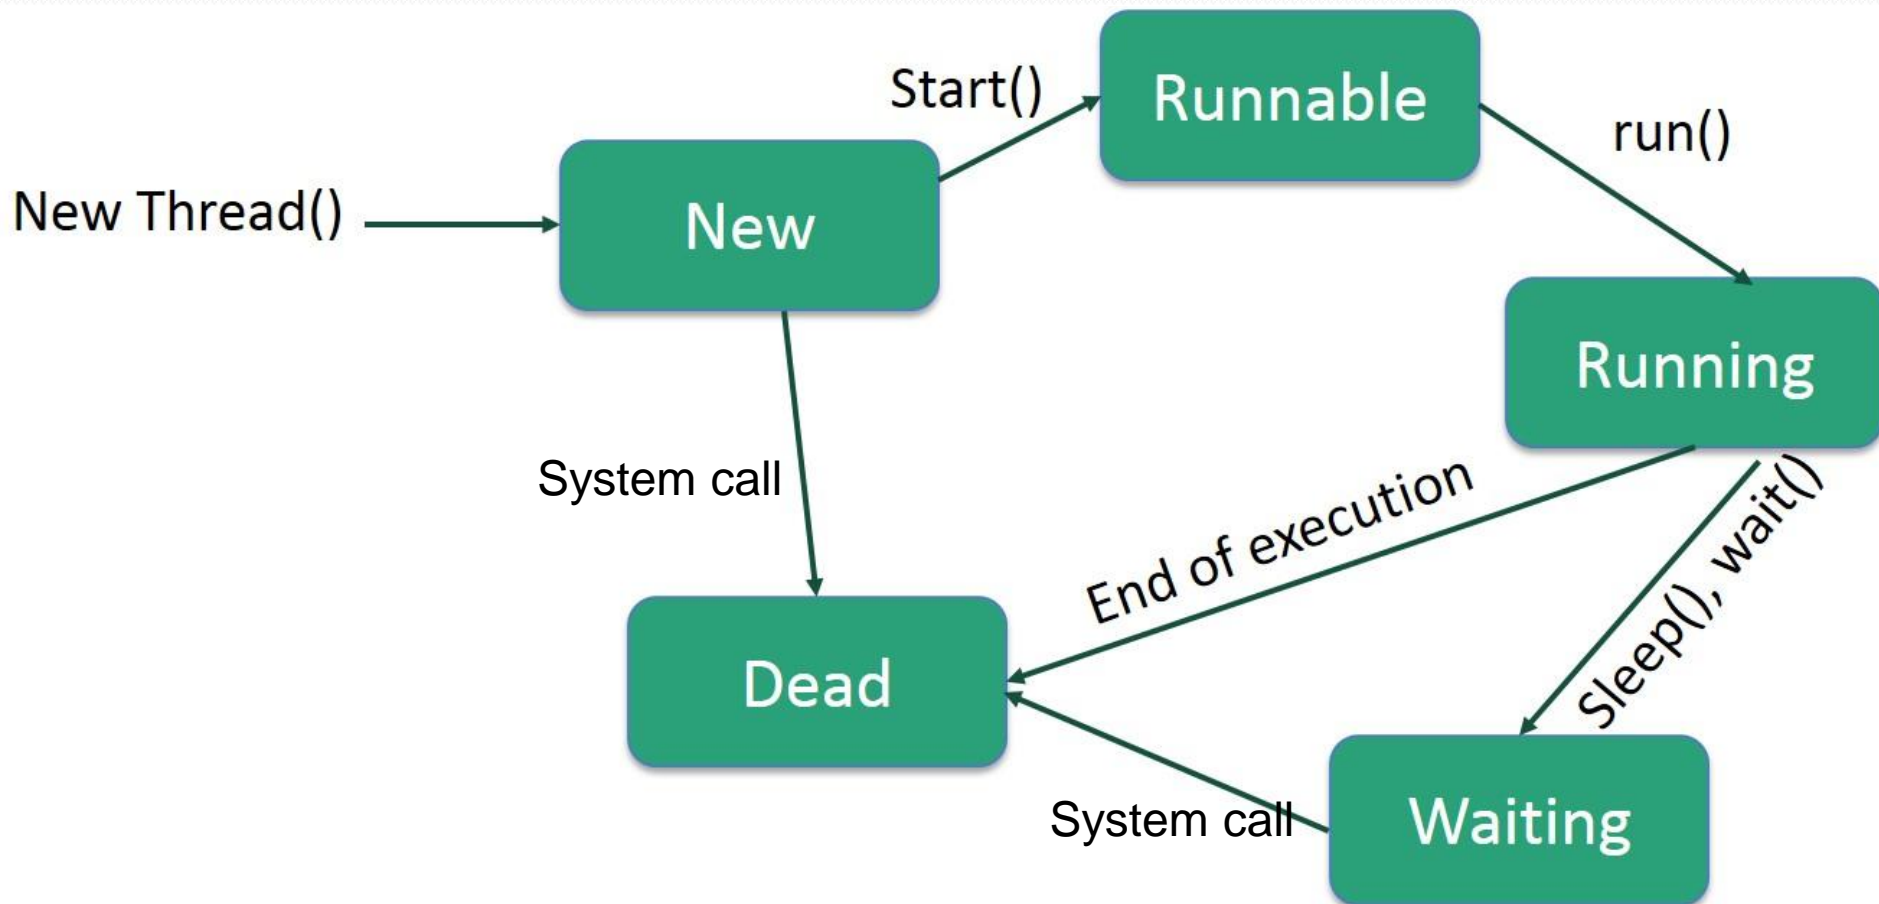 Start()
Runnable
run()
New Thread()
New
Running
System call
End of execution
Sleep(), wait()
Dead
System call
Waiting